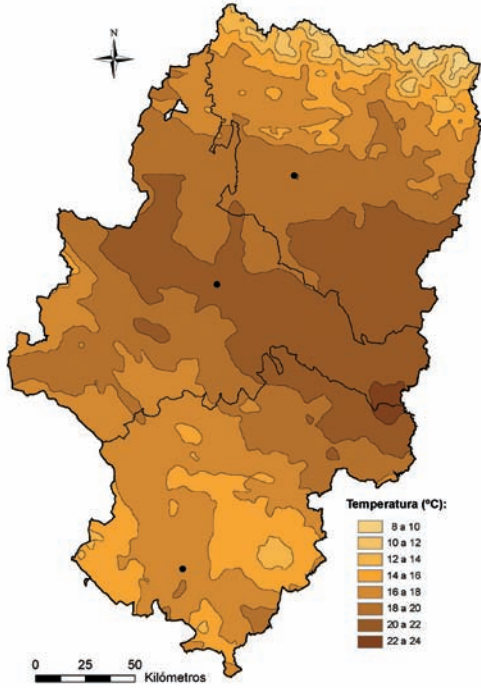 N
Temperatura (ºC):
8 a 10
10 a 12
12 a 14
14 a 16
16 a 18
18 a 20
20 a 22
22 a 24
0 25 50
Kilómetros